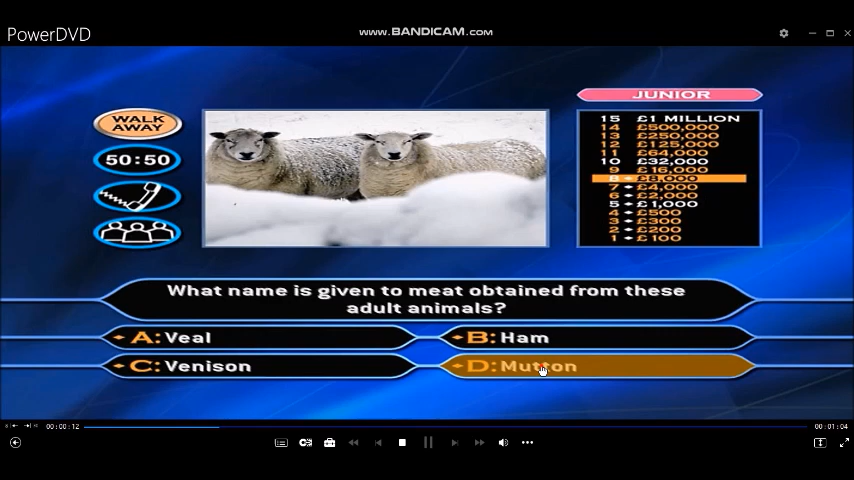 PowerDVD
www.BANDICAM.com
JUNIOR
WALK
AWAY
50:50
15 £1 MILLION
14 £500,000
13 £250,000
12 £125,000
11 £64,000
10 £32,000
9 £16,000
8 £8,000
7 £4,000
6 £2,000
5 £1,000
4 £500
3 £300
2 £200
1 £100
What name is given to meat obtained from these
adult animals?
A: Veal
B: Ham
C: Venison
D: Mutton
00:00:12
00:01:04